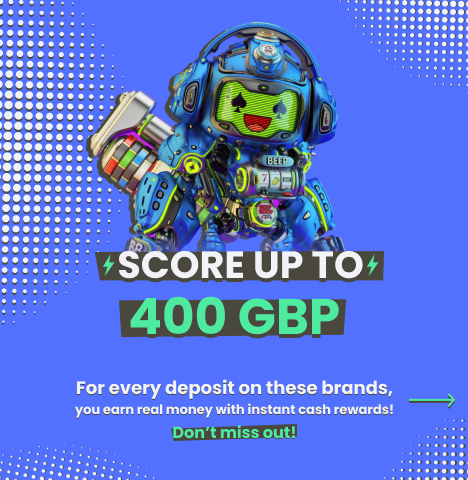 BEEP
7
SCORE UP TO
400 GBP
For every deposit on these brands,
you earn real money with instant cash rewards!
Don't miss out!